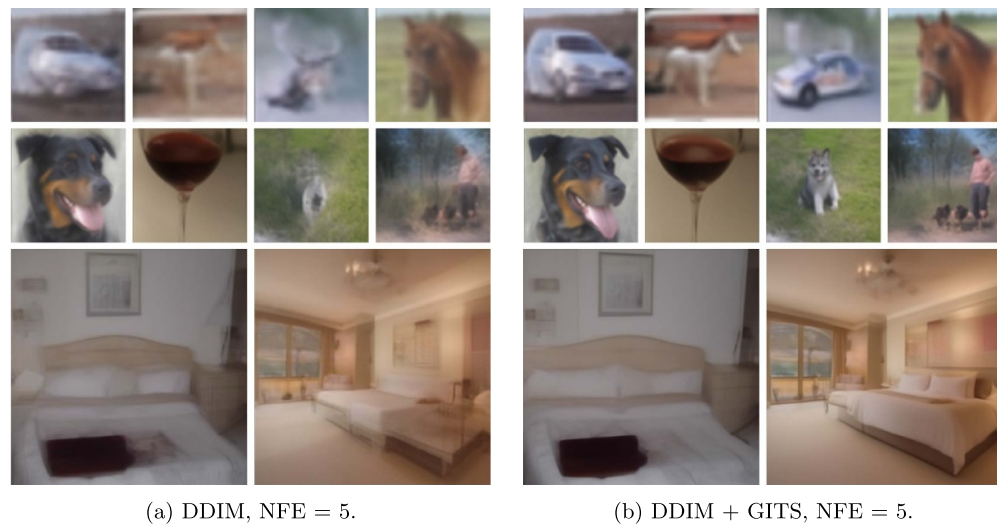 (a) DDIM, NFE = 5.
(b) DDIM + GITS, NFE = 5.